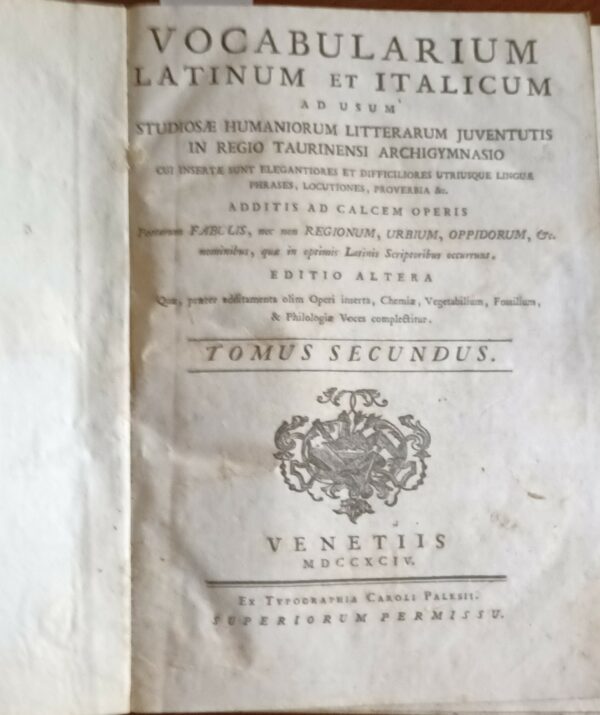 VOCABULARIUM
LATINUM ET ITALICUM
AD USUM
STUDIOSÆ HUMANIORUM LITTERARUM JUVENTUTIS
IN REGIO TAURINENSI ARCHIGYMNASIO
CUI INSERTÆ SUNT ELEGANTIORES ET DIFFICILIORES UTRIUSQUE LINGUÆ
PHRASES, LOCUTIONES, PROVERBIA &c.
ADDITIS AD CALCEM OPERIS
Poetarum FABULIS, nec non REGIONUM, URBIUM, OPPIDORUM, &c.
nominibus, quæ in optimis Latinis Scriptoribus occurrunt.
EDITIO ALTERA
Quæ, præter additamenta olim Operi inserta, Chemiæ, Vegetabilium, Fossilium,
& Philologiæ Voces complectitur.
TOMUS SECUNDUS.
VENETIIS
MDCCXCIV.
EX TYPOGRAPHIA CAROLI PALESII.
SUPERIORUM PERMISSU.